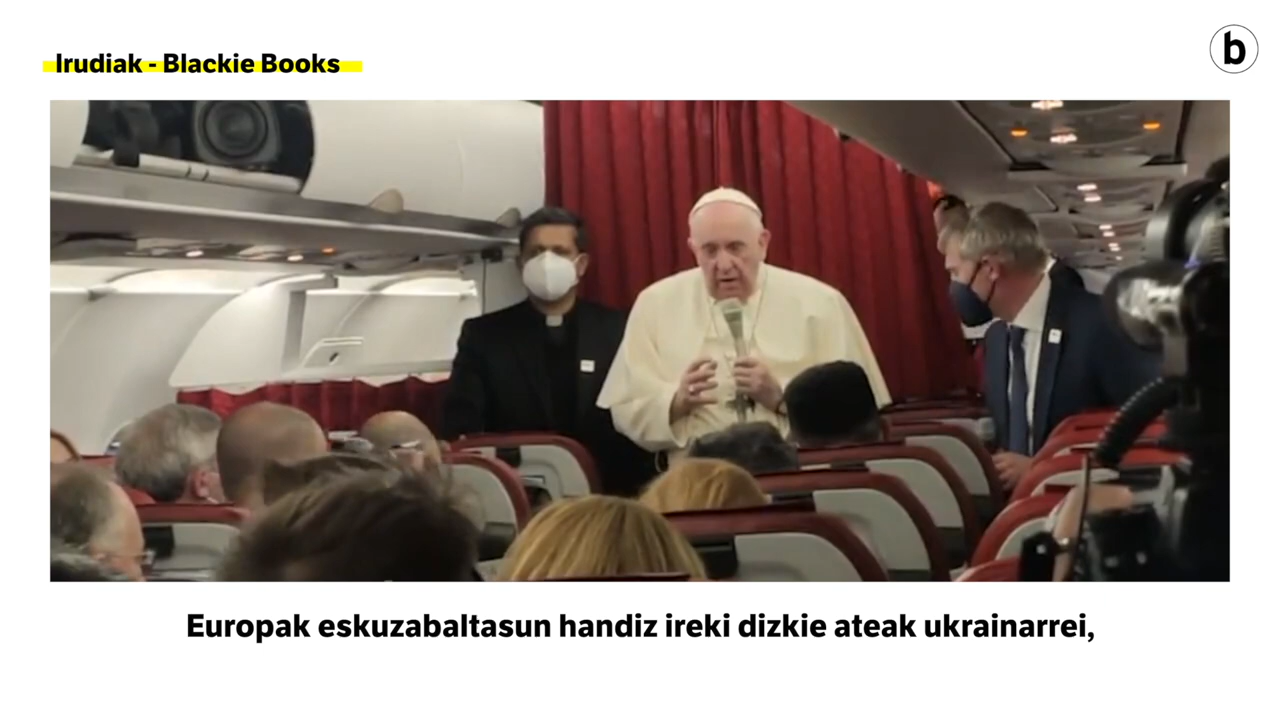 Irudiak - Blackie Books
b
Europak eskuzabaltasun handiz ireki dizkie ateak ukrainarrei,